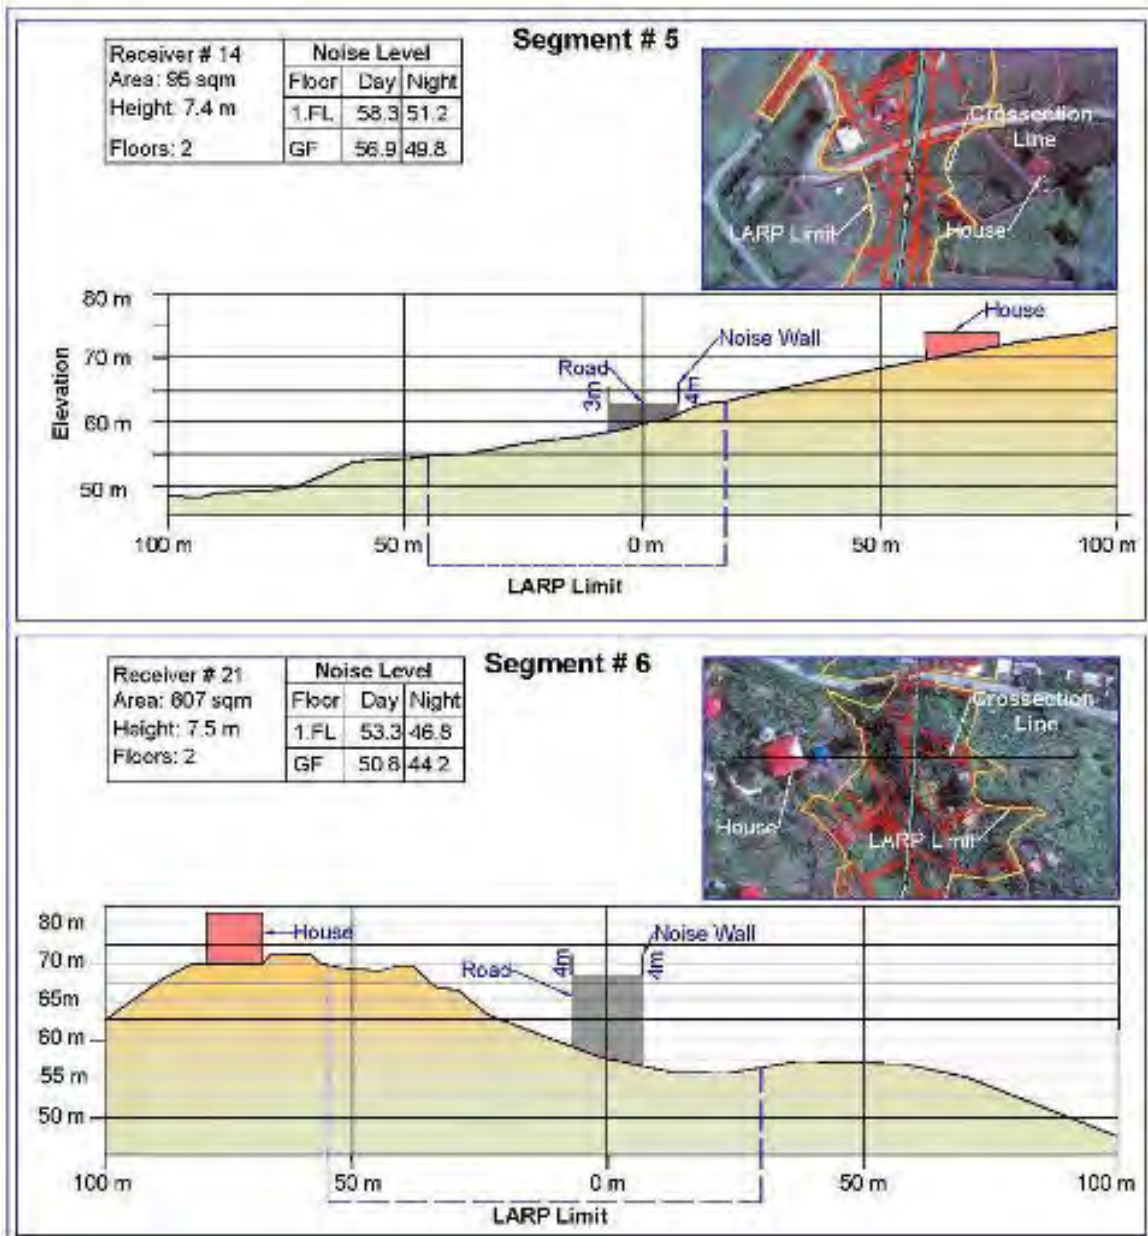 Segment # 5
Receiver # 14
Area: 95 sqm
Height: 7.4 m
Floors: 2
Noise Level
Floor Day Night
1.FL 58.3 51.2
GF 56.9 49.8
Crossection
Line
LARP Limit
House
80 m
70 m
60 m
50 m
Elevation
House
Noise Wall
Road
3m
4m
100 m 50 m 0 m 50 m 100 m
LARP Limit
Segment # 6
Receiver # 21
Area: 607 sqm
Height: 7.5 m
Floors: 2
Noise Level
Floor Day Night
1.FL 53.3 46.8
GF 50.8 44.2
Crossection
Line
House
LARP Limit
80 m
70 m
65m
60 m
55 m
50 m
House
Noise Wall
Road
4m
4m
100 m 50 m 0 m 50 m 100 m
LARP Limit